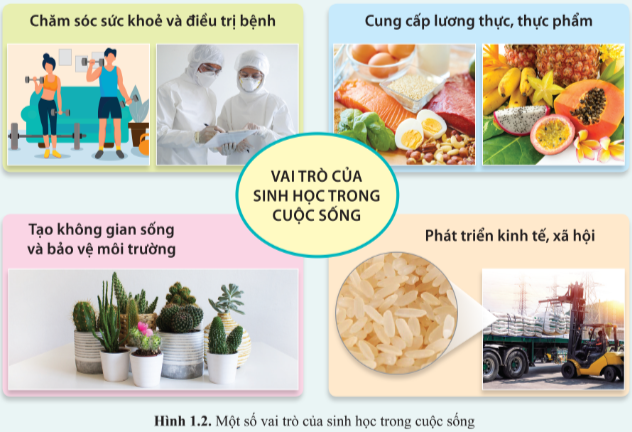 Chăm sóc sức khoẻ và điều trị bệnh
Cung cấp lương thực, thực phẩm
VAI TRÒ CỦA
SINH HỌC TRONG
CUỘC SỐNG
Tạo không gian sống
và bảo vệ môi trường
Phát triển kinh tế, xã hội
Hình 1.2. Một số vai trò của sinh học trong cuộc sống